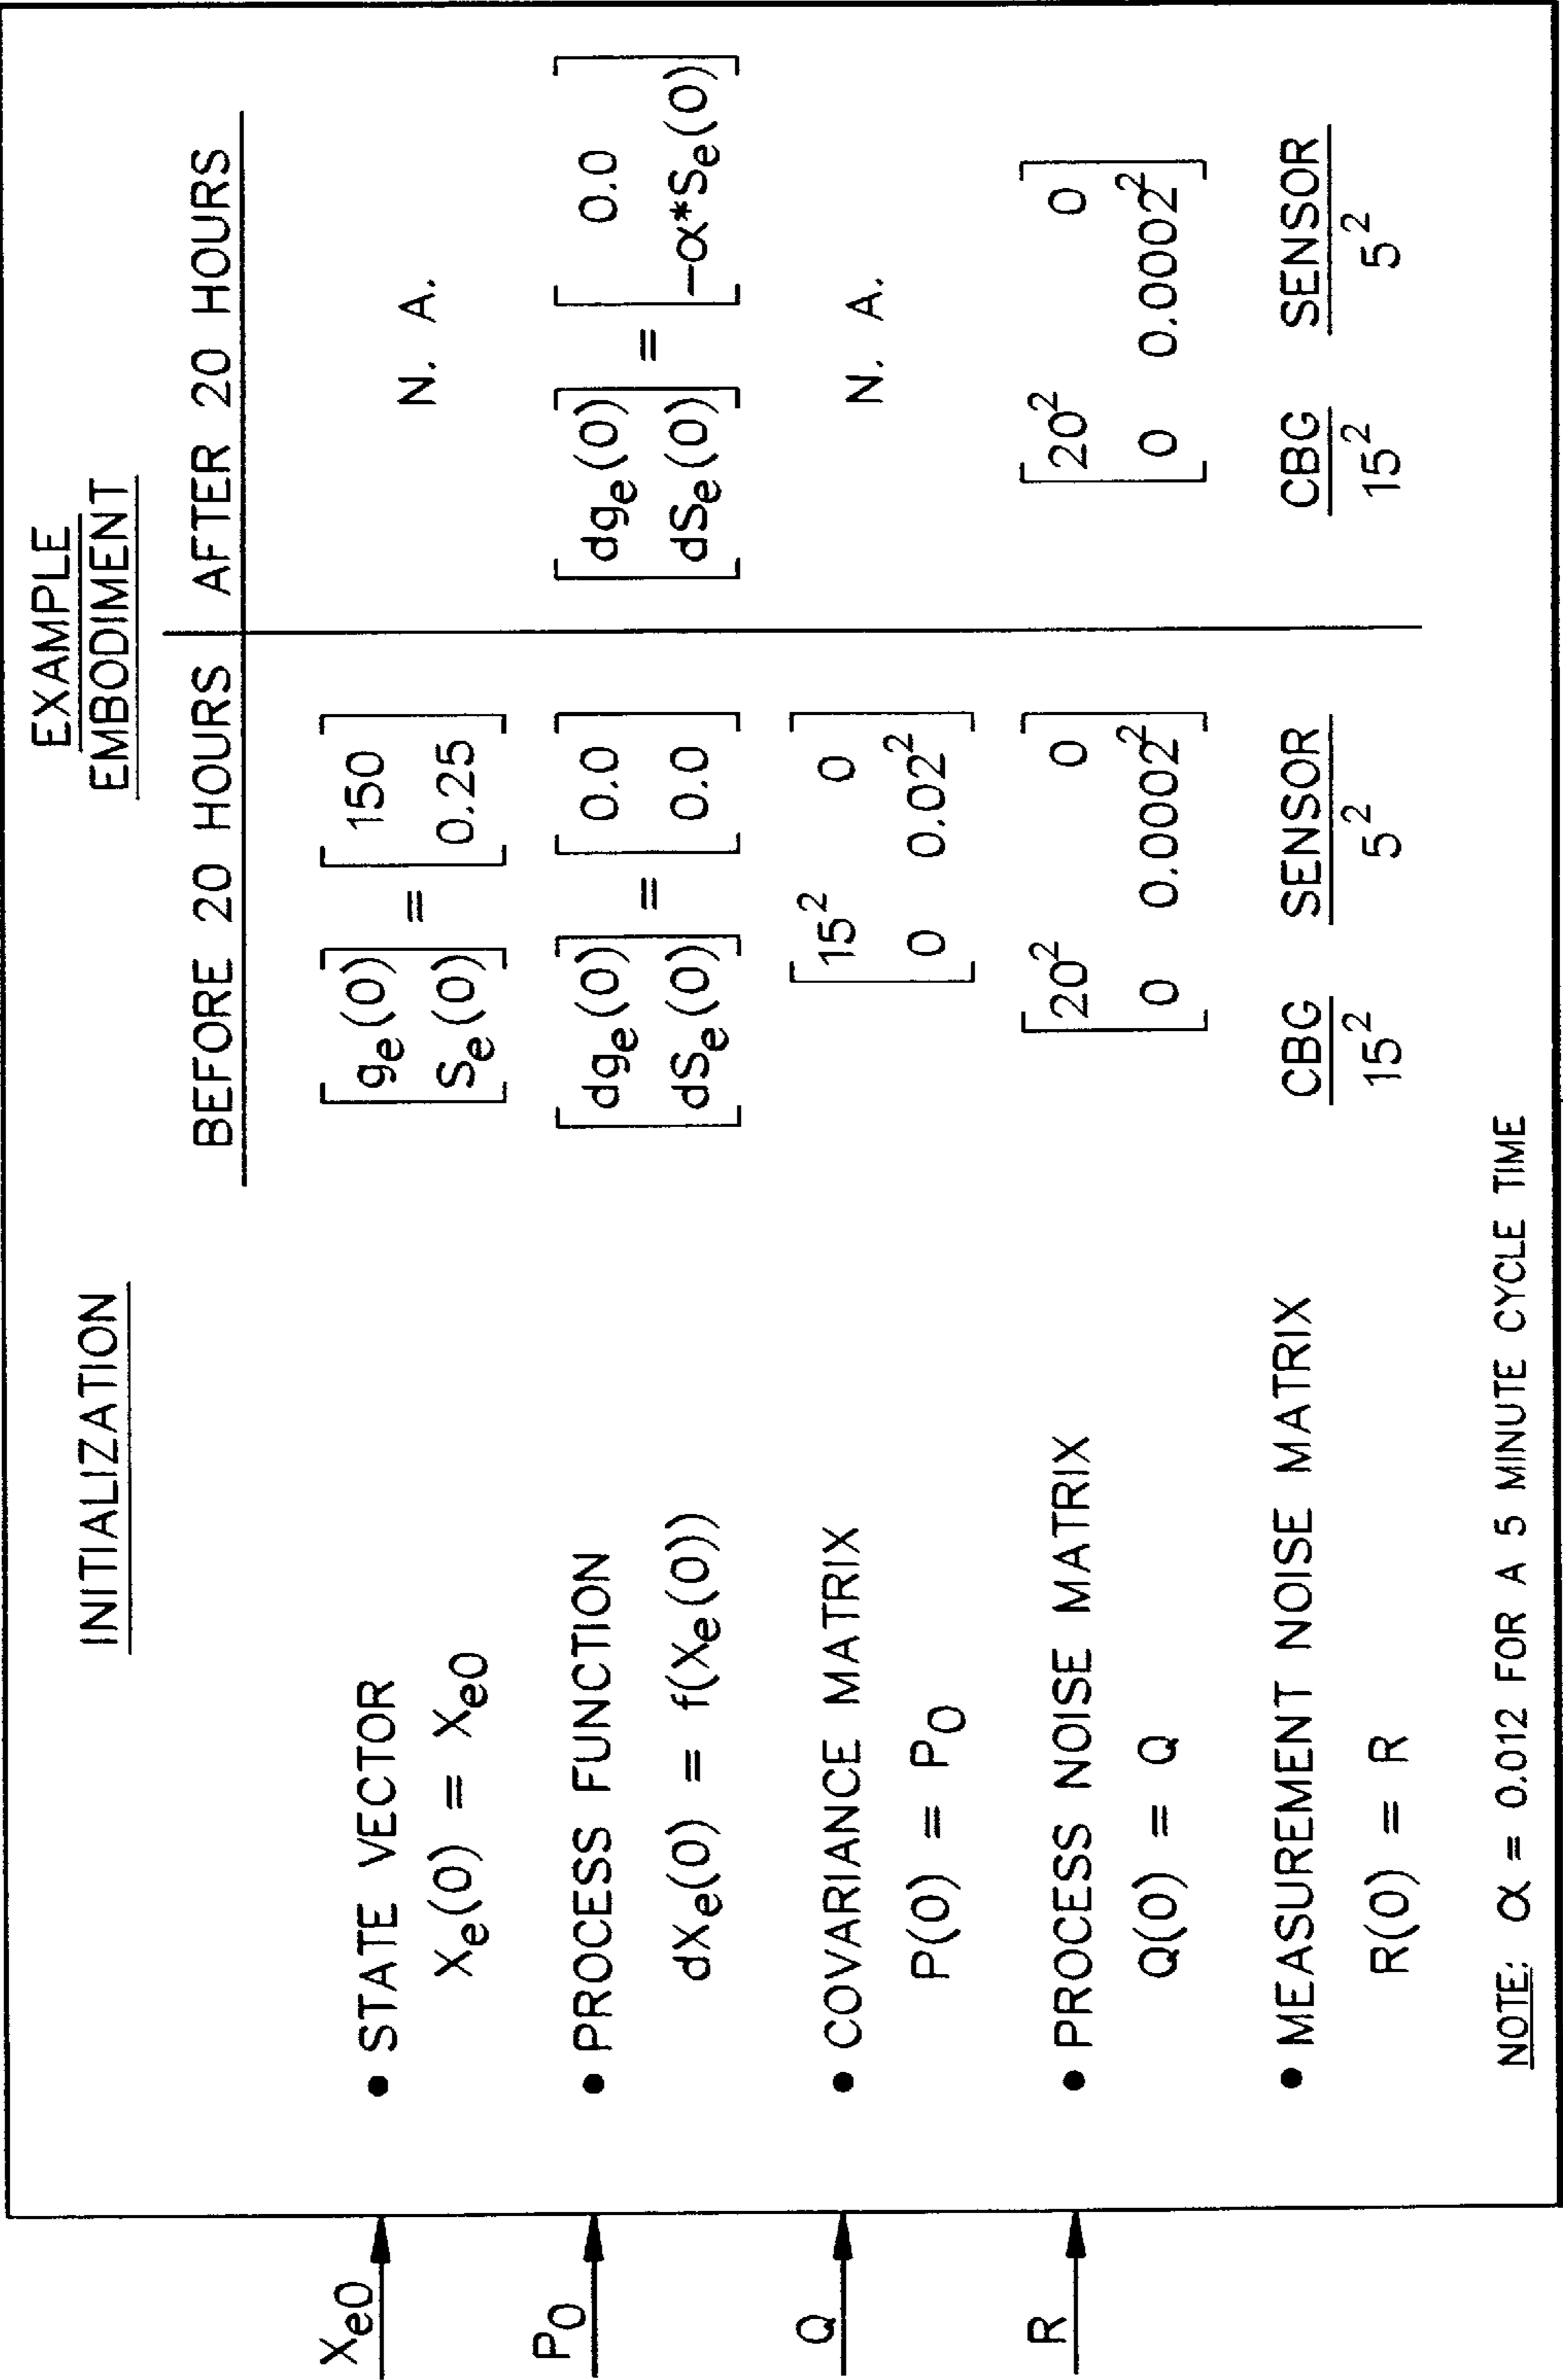 EXAMPLE
EMBODIMENT
INITIALIZATION
BEFORE 20 HOURS AFTER 20 HOURS
X_e0
• STATE VECTOR
X_e(0) = X_e0
[g_e(0) S_e(0)] = [150 0.25]
N. A.
P_0
• PROCESS FUNCTION
dX_e(0) = f(X_e(0))
[dg_e(0) dS_e(0)] = [0.0 0.0]
[dg_e(0) dS_e(0)] = [0.0 -α*S_e(0)]
Q
• COVARIANCE MATRIX
P(0) = P_0
[15² 0
0 0.02²]
N. A.
R
• PROCESS NOISE MATRIX
Q(0) = Q
[20² 0
0 0.0002²]
[20² 0
0 0.0002²]
• MEASUREMENT NOISE MATRIX
R(0) = R
CBG SENSOR
15² 5²
CBG SENSOR
15² 5²
NOTE: α = 0.012 FOR A 5 MINUTE CYCLE TIME